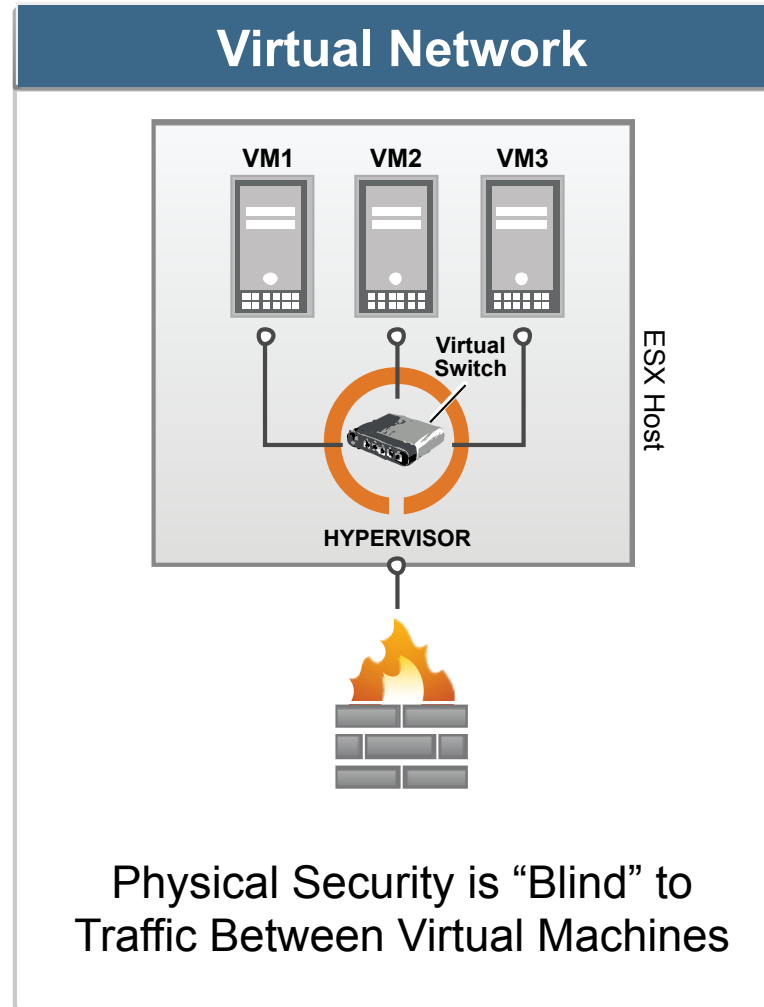 Virtual Network
VM1 VM2 VM3
Virtual
Switch
ESX Host
HYPERVISOR
Physical Security is “Blind” to
Traffic Between Virtual Machines